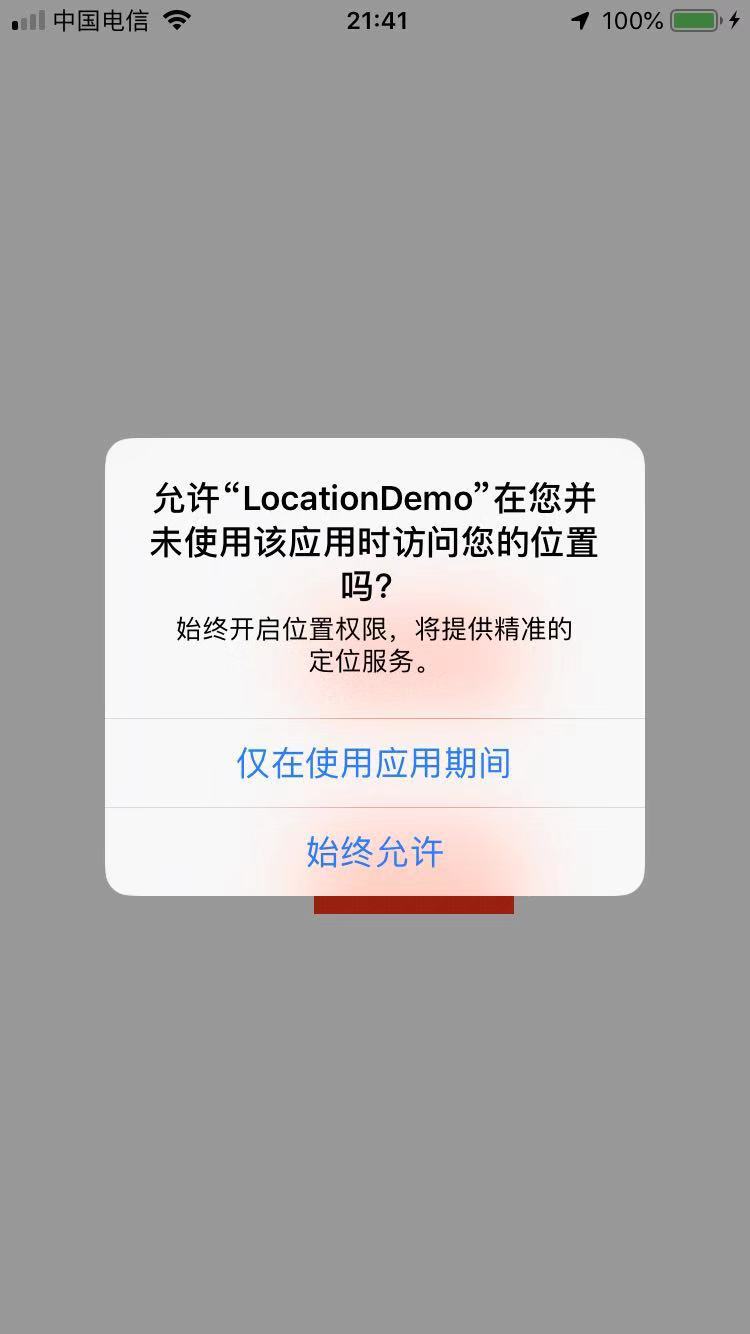 中国电信 21:41 100%
允许“LocationDemo”在您并
未使用该应用时访问您的位置
吗?
始终开启位置权限，将提供精准的
定位服务。
仅在使用应用期间
始终允许